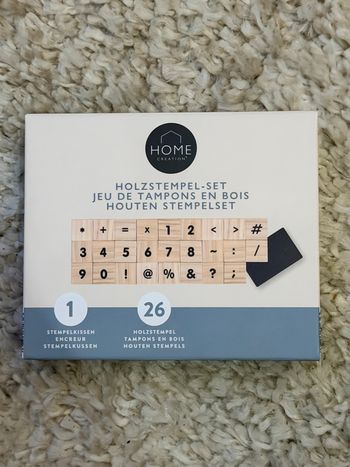 HOME
CREATION
HOLZSTEMPEL-SET
JEU DE TAMPONS EN BOIS
HOUTEN STEMPELSET
* + = x 1 2 < > #
3 4 5 6 7 8 ~ : /
9 0 ! @ % & ? ;
1
STEMPELKISSEN
ENCREUR
STEMPELKUSSEN
26
HOLZSTEMPEL
TAMPONS EN BOIS
HOUTEN STEMPELS